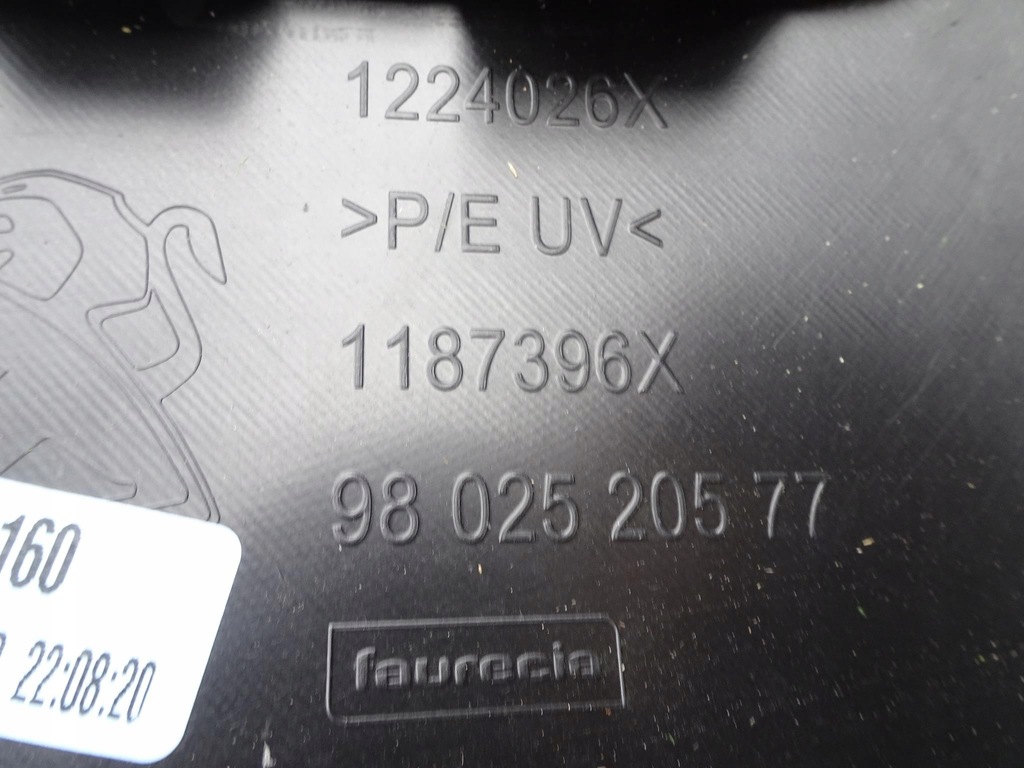 1224026X
>P/E UV<
1187396X
98 025 205 77
faurecia
160
22:08:20